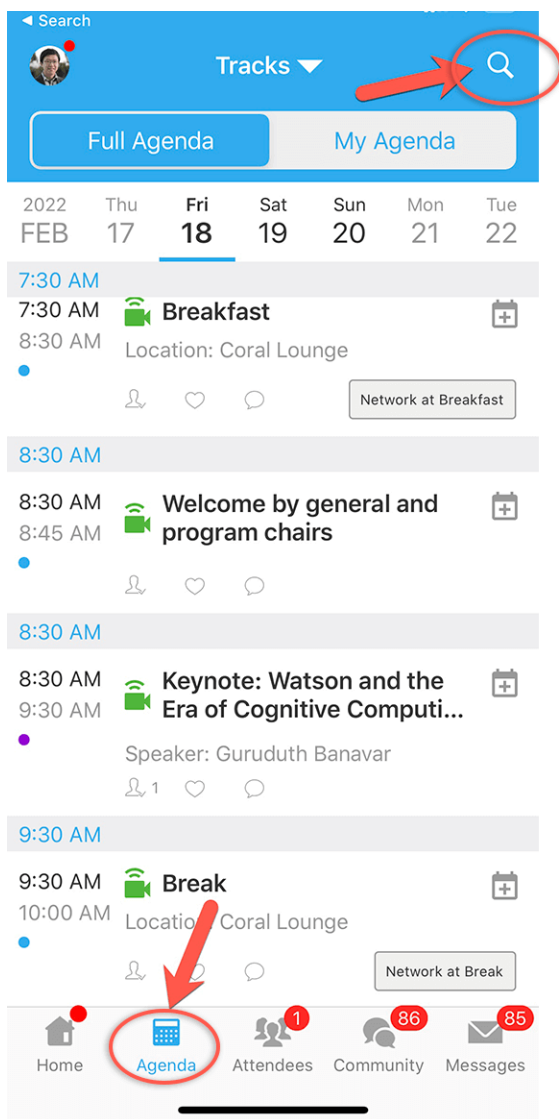 ◀ Search
Tracks
Full Agenda My Agenda
2022 Thu Fri Sat Sun Mon Tue
FEB 17 18 19 20 21 22
7:30 AM
7:30 AM Breakfast
8:30 AM Location: Coral Lounge
Network at Breakfast
8:30 AM
8:30 AM Welcome by general and
8:45 AM program chairs
8:30 AM
8:30 AM Keynote: Watson and the
9:30 AM Era of Cognitive Computi...
Speaker: Guruduth Banavar
1
9:30 AM
9:30 AM Break
10:00 AM Location: Coral Lounge
Network at Break
1 86 85
Home Agenda Attendees Community Messages